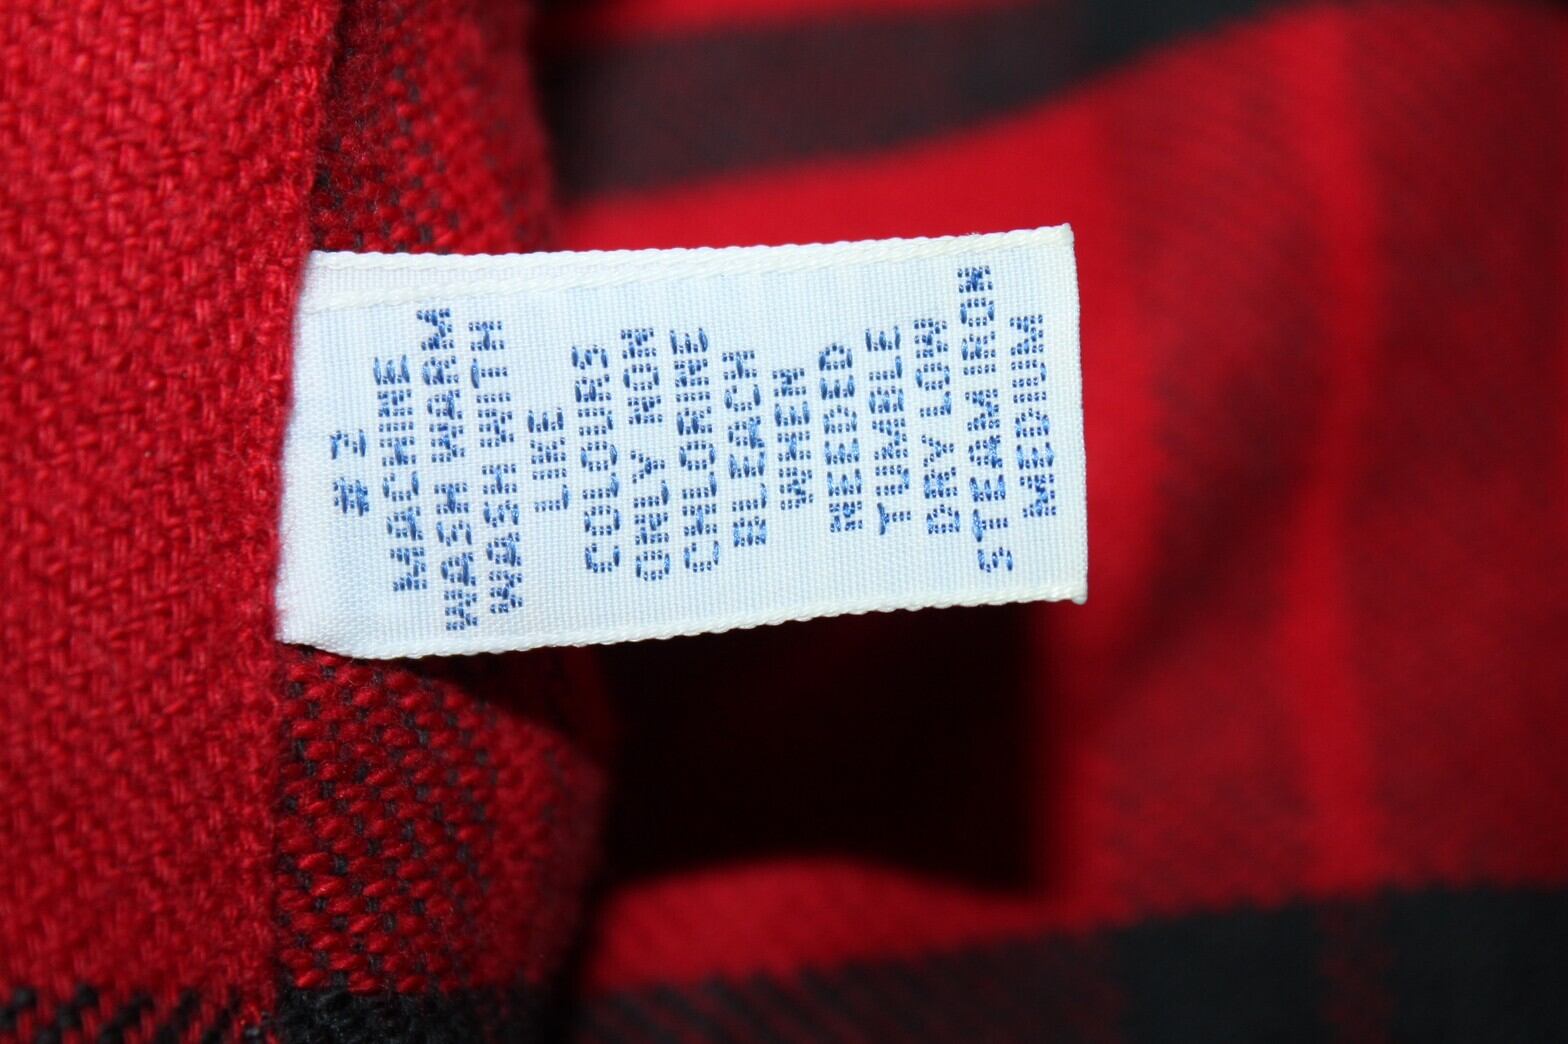 #2
MACHINE
WASH WARM
WASH WITH
LIKE
COLOURS
ONLY NON
CHLORINE
BLEACH
WHEN
NEEDED
TUMBLE
DRY LOW
STEAM IRON
MEDIUM